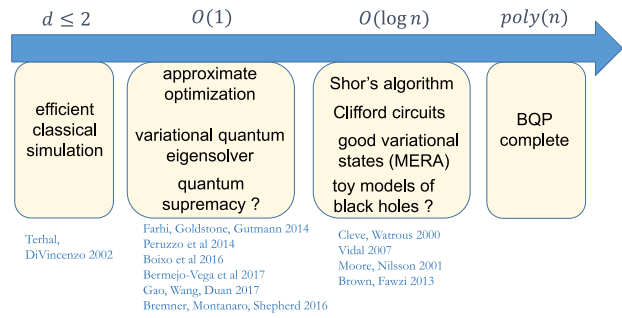 d ≤ 2
O(1)
O(log n)
poly(n)
efficient
classical
simulation
approximate
optimization
variational quantum
eigensolver
quantum
supremacy ?
Shor's algorithm
Clifford circuits
good variational
states (MERA)
toy models of
black holes ?
BQP
complete
Terhal,
DiVincenzo 2002
Farhi, Goldstone, Gutmann 2014
Peruzzo et al 2014
Boixo et al 2016
Bermejo-Vega et al 2017
Gao, Wang, Duan 2017
Bremner, Montanaro, Shepherd 2016
Cleve, Watrous 2000
Vidal 2007
Moore, Nilsson 2001
Brown, Fawzi 2013